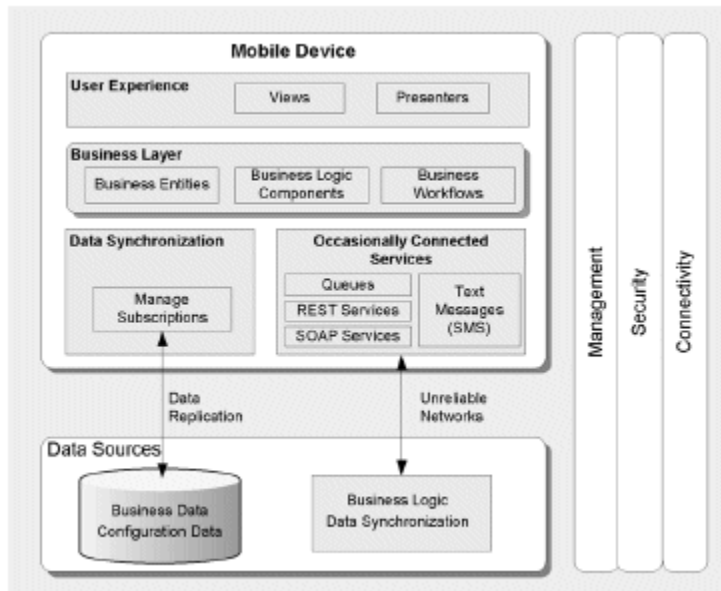 Mobile Device
User Experience
Views
Presenters
Business Layer
Business Entities
Business Logic
Components
Business
Workflows
Data Synchronization
Manage
Subscriptions
Occasionally Connected
Services
Queues
REST Services
SOAP Services
Text
Messages
(SMS)
Data
Replication
Unreliable
Networks
Data Sources
Business Data
Configuration Data
Business Logic
Data Synchronization
Management
Security
Connectivity